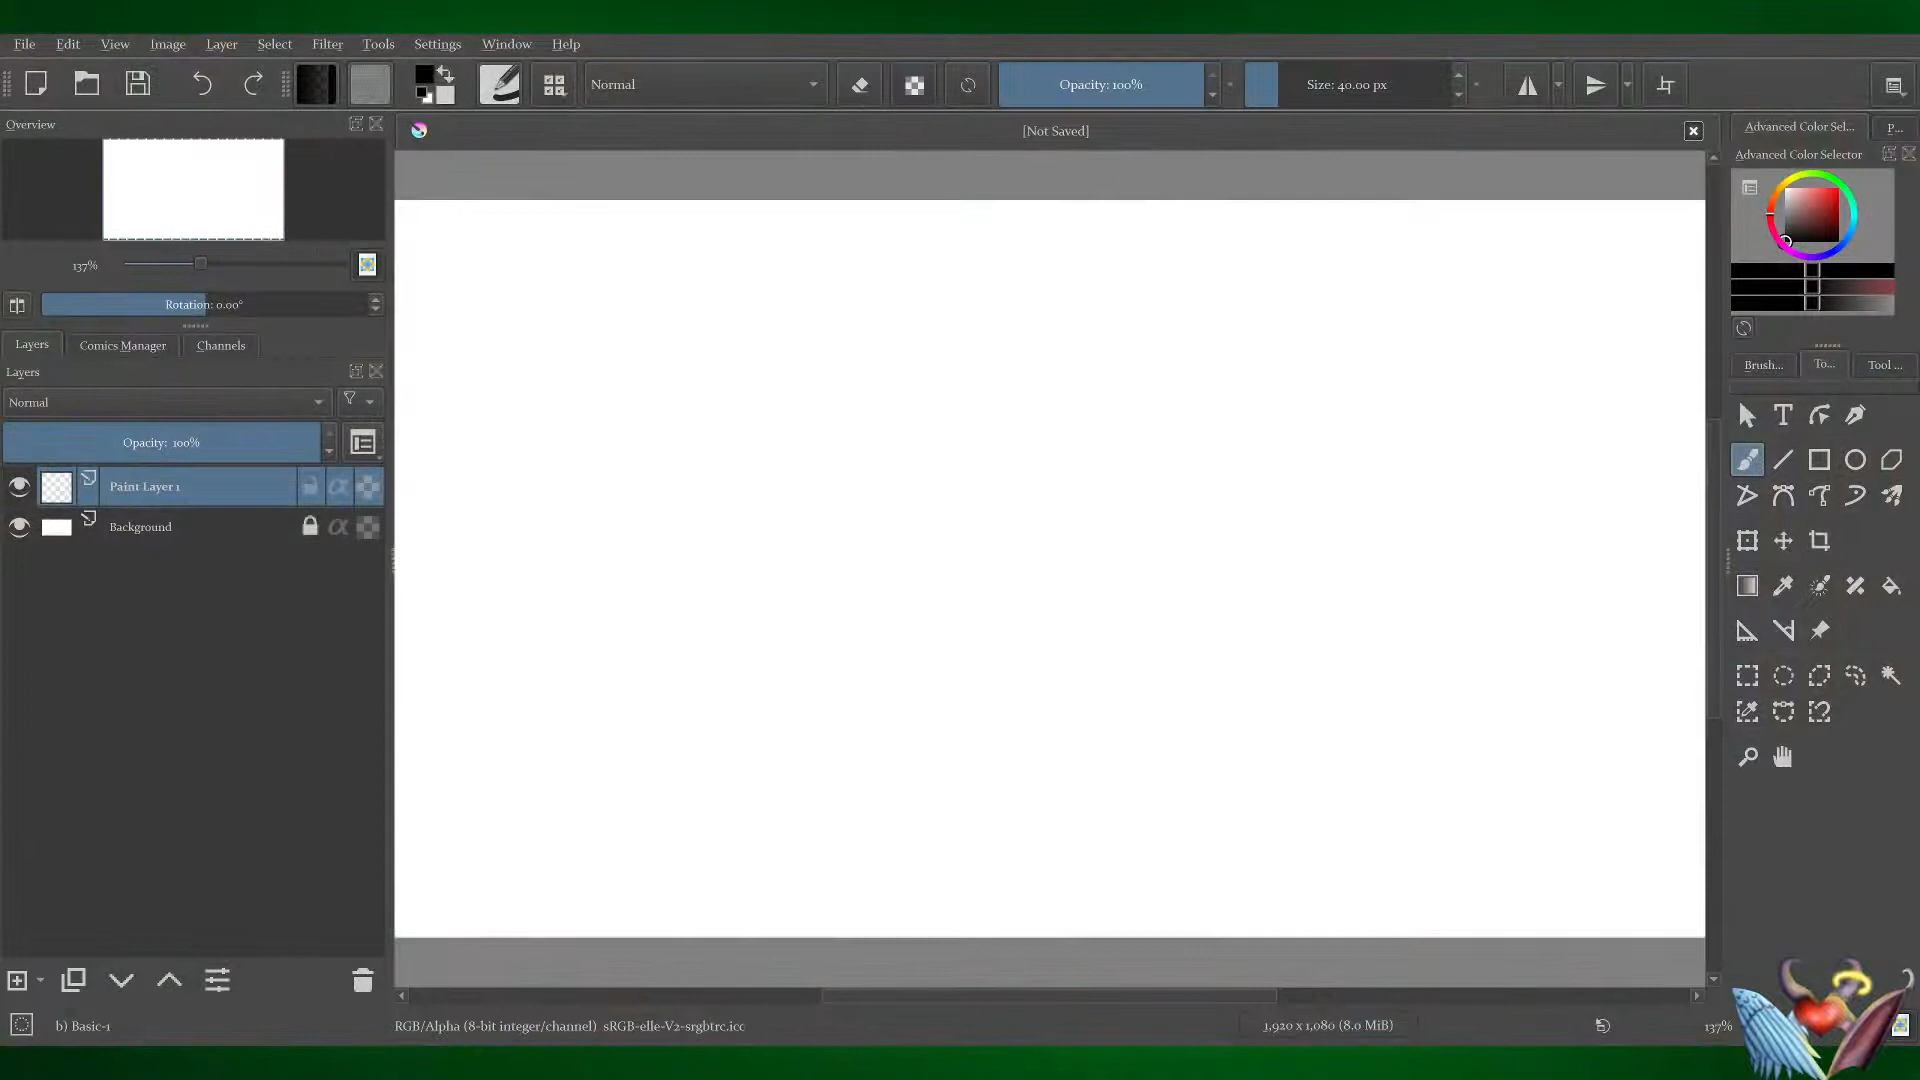 File Edit View Image Layer Select Filter Tools Settings Window Help
Normal Opacity: 100% Size: 40.00 px
Overview
[Not Saved]
Advanced Color Sel... P...
Advanced Color Selector
137%
Rotation: 0.00°
Layers Comics Manager Channels
Brush... To... Tool ...
Layers
Normal
Opacity: 100%
Paint Layer 1
Background
b) Basic-1
RGB/Alpha (8-bit integer/channel) sRGB-elle-V2-srgbtrc.icc
1,920 x 1,080 (8.0 MiB)
137%